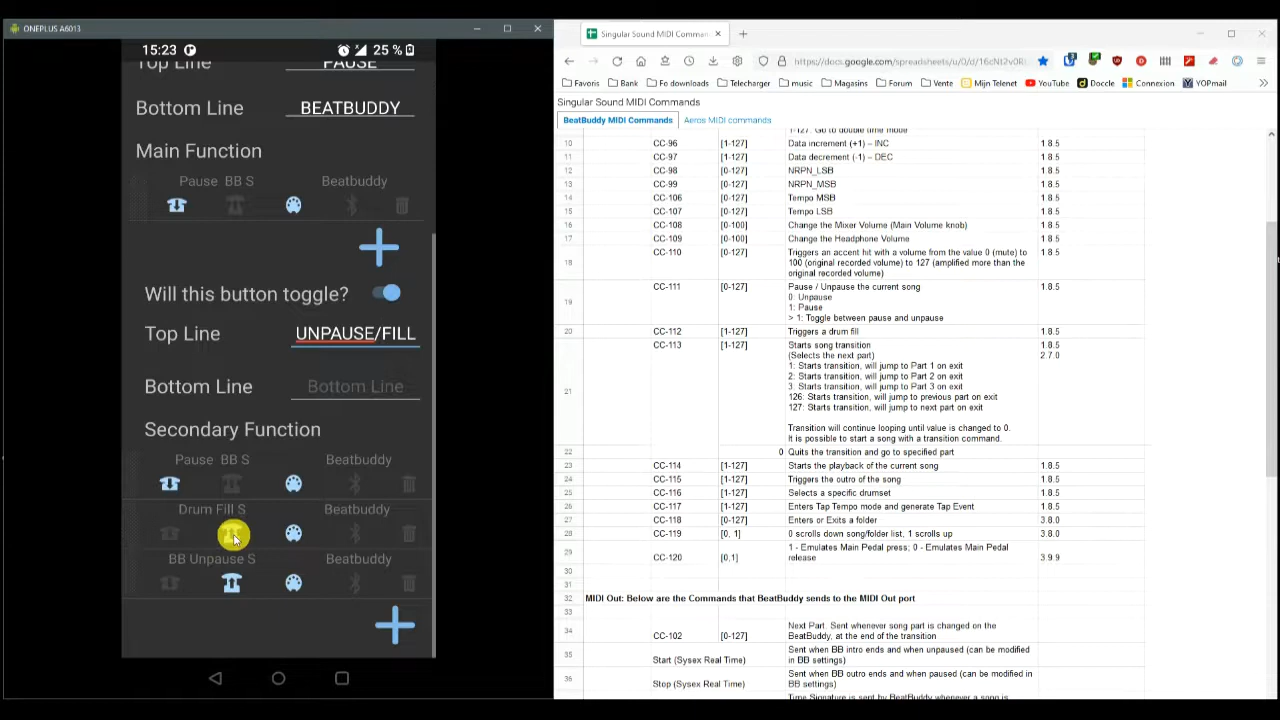 ONEPLUS A6013
15:23
25 %
Top Line PAUSE
Bottom Line BEATBUDDY
Main Function
Pause BB S Beatbuddy
Will this button toggle?
Top Line UNPAUSE/FILL
Bottom Line Bottom Line
Secondary Function
Pause BB S Beatbuddy
Drum Fill S Beatbuddy
BB Unpause S Beatbuddy
Singular Sound MIDI Comman
Favoris Bank Fo downloads Telecharger music Magasins Forum Vente Mijn Telenet YouTube Doccle Connexion YOPmail
Singular Sound MIDI Commands
BeatBuddy MIDI Commands Aeros MIDI commands
1-127: Go to double time mode
10 CC-96 [1-127] Data increment (+1) – INC 1.8.5
11 CC-97 [1-127] Data decrement (-1) – DEC 1.8.5
12 CC-98 [0-127] NRPN_LSB 1.8.5
13 CC-99 [0-127] NRPN_MSB 1.8.5
14 CC-106 [0-127] Tempo MSB 1.8.5
15 CC-107 [0-127] Tempo LSB 1.8.5
16 CC-108 [0-100] Change the Mixer Volume (Main Volume knob) 1.8.5
17 CC-109 [0-100] Change the Headphone Volume 1.8.5
18 CC-110 [0-127] Triggers an accent hit with a volume from the value 0 (mute) to 1.8.5
100 (original recorded volume) to 127 (amplified more than the
original recorded volume)
19 CC-111 [0-127] Pause / Unpause the current song 1.8.5
0: Unpause
1: Pause
> 1: Toggle between pause and unpause
20 CC-112 [1-127] Triggers a drum fill 1.8.5
21 CC-113 [1-127] Starts song transition 1.8.5
(Selects the next part) 2.7.0
1: Starts transition, will jump to Part 1 on exit
2: Starts transition, will jump to Part 2 on exit
3: Starts transition, will jump to Part 3 on exit
126: Starts transition, will jump to previous part on exit
127: Starts transition, will jump to next part on exit
Transition will continue looping until value is changed to 0.
It is possible to start a song with a transition command.
22 0 Quits the transition and go to specified part
23 CC-114 [1-127] Starts the playback of the current song 1.8.5
24 CC-115 [1-127] Triggers the outro of the song 1.8.5
25 CC-116 [1-127] Selects a specific drumset 1.8.5
26 CC-117 [1-127] Enters Tap Tempo mode and generate Tap Event 1.8.5
27 CC-118 [0-127] Enters or Exits a folder 3.8.0
28 CC-119 [0, 1] 0 scrolls down song/folder list, 1 scrolls up 3.8.0
29 CC-120 [0,1] 1 - Emulates Main Pedal press; 0 - Emulates Main Pedal 3.9.9
release
30
31
32 MIDI Out: Below are the Commands that BeatBuddy sends to the MIDI Out port
33
34 CC-102 [0-127] Next Part. Sent whenever song part is changed on the
BeatBuddy, at the end of the transition
35 Start (Sysex Real Time) Sent when BB intro ends and when unpaused (can be modified
in BB settings)
36 Stop (Sysex Real Time) Sent when BB outro ends and when paused (can be modified in
BB settings)
Time Signature is sent by BeatBuddy whenever a song is